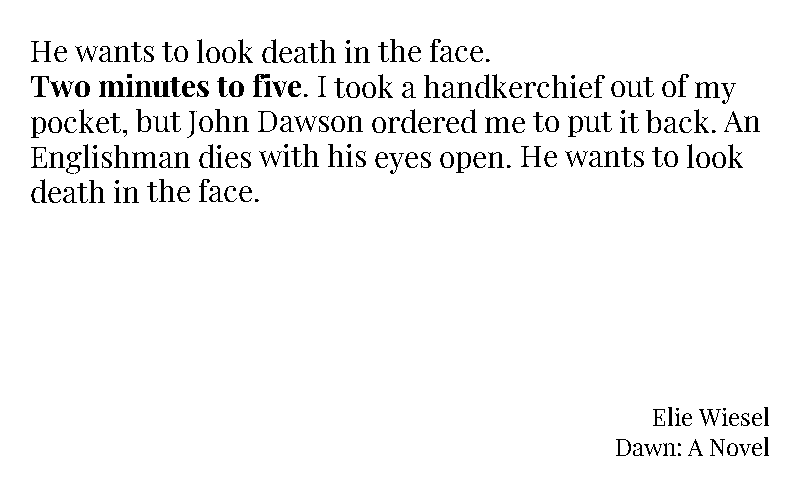 He wants to look death in the face.
Two minutes to five. I took a handkerchief out of my
pocket, but John Dawson ordered me to put it back. An
Englishman dies with his eyes open. He wants to look
death in the face.
Elie Wiesel
Dawn: A Novel